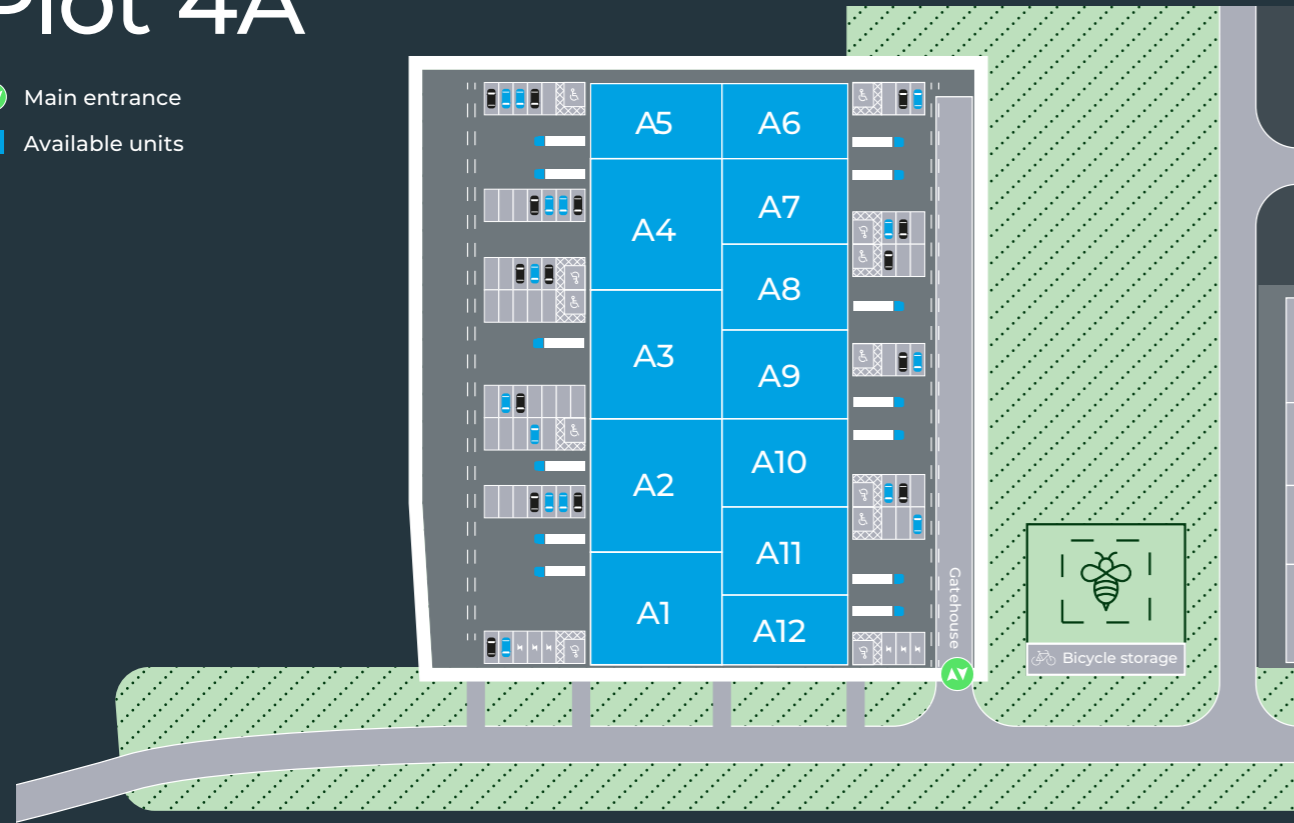 Plot 4A
Main entrance
Available units
A5
A6
A4
A7
A8
A3
A9
A2
A10
A11
A1
A12
Gatehouse
Bicycle storage